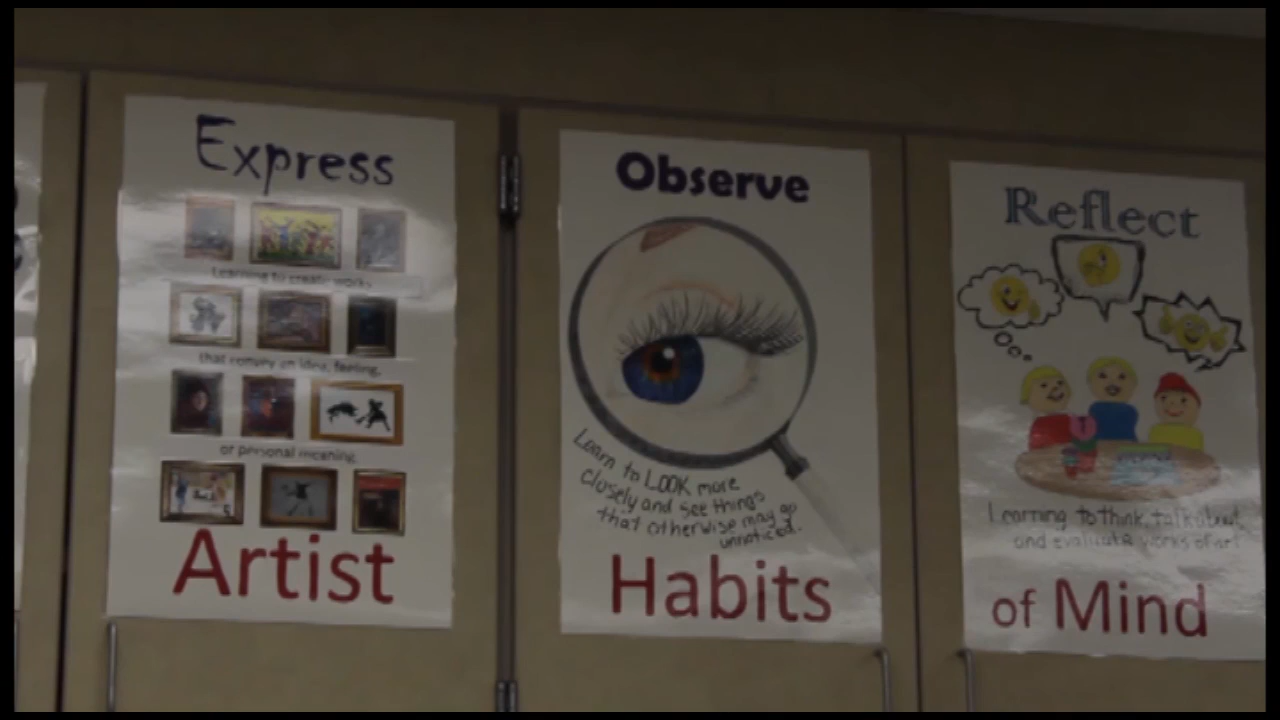 Express
Learning to create works
that convey an idea, feeling,
or personal meaning.
Artist
Observe
Learn to LOOK more
closely and see things
that otherwise may go
unnoticed.
Habits
Reflect
Learning to think, talk about,
and evaluate works of art
of Mind